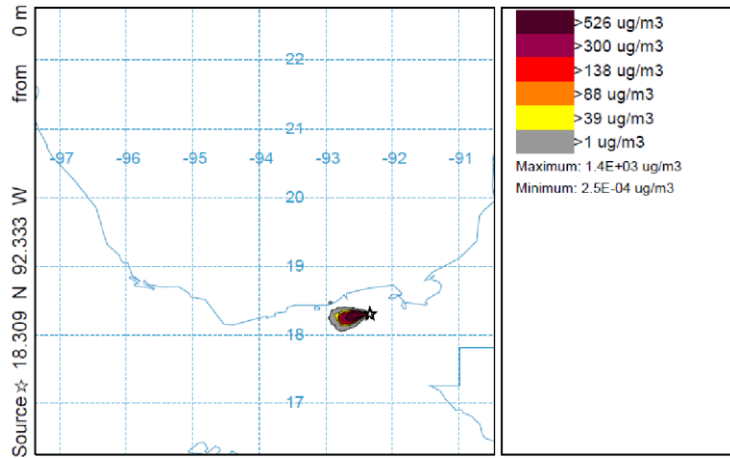 Source ☆ 18.309 N 92.333 W from 0 m
22
21
-97 -96 -95 -94 -93 -92 -91
20
19
18
17
>526 ug/m3
>300 ug/m3
>138 ug/m3
>88 ug/m3
>39 ug/m3
>1 ug/m3
Maximum: 1.4E+03 ug/m3
Minimum: 2.5E-04 ug/m3